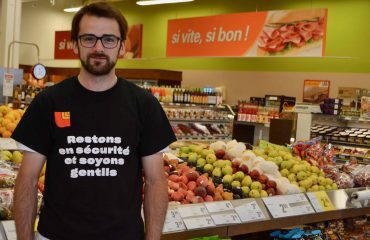 si vite, si bon !
Restons
en sécurité
et soyons
gentils